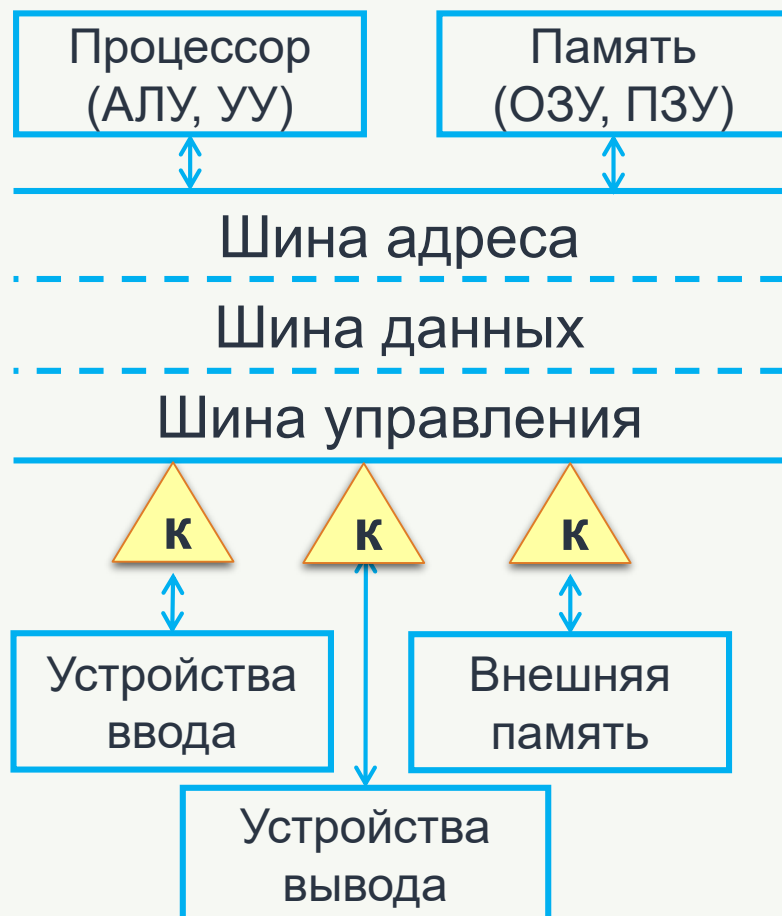 Процессор
(АЛУ, УУ)
Память
(ОЗУ, ПЗУ)
Шина адреса
Шина данных
Шина управления
К
К
К
Устройства
ввода
Внешняя
память
Устройства
вывода